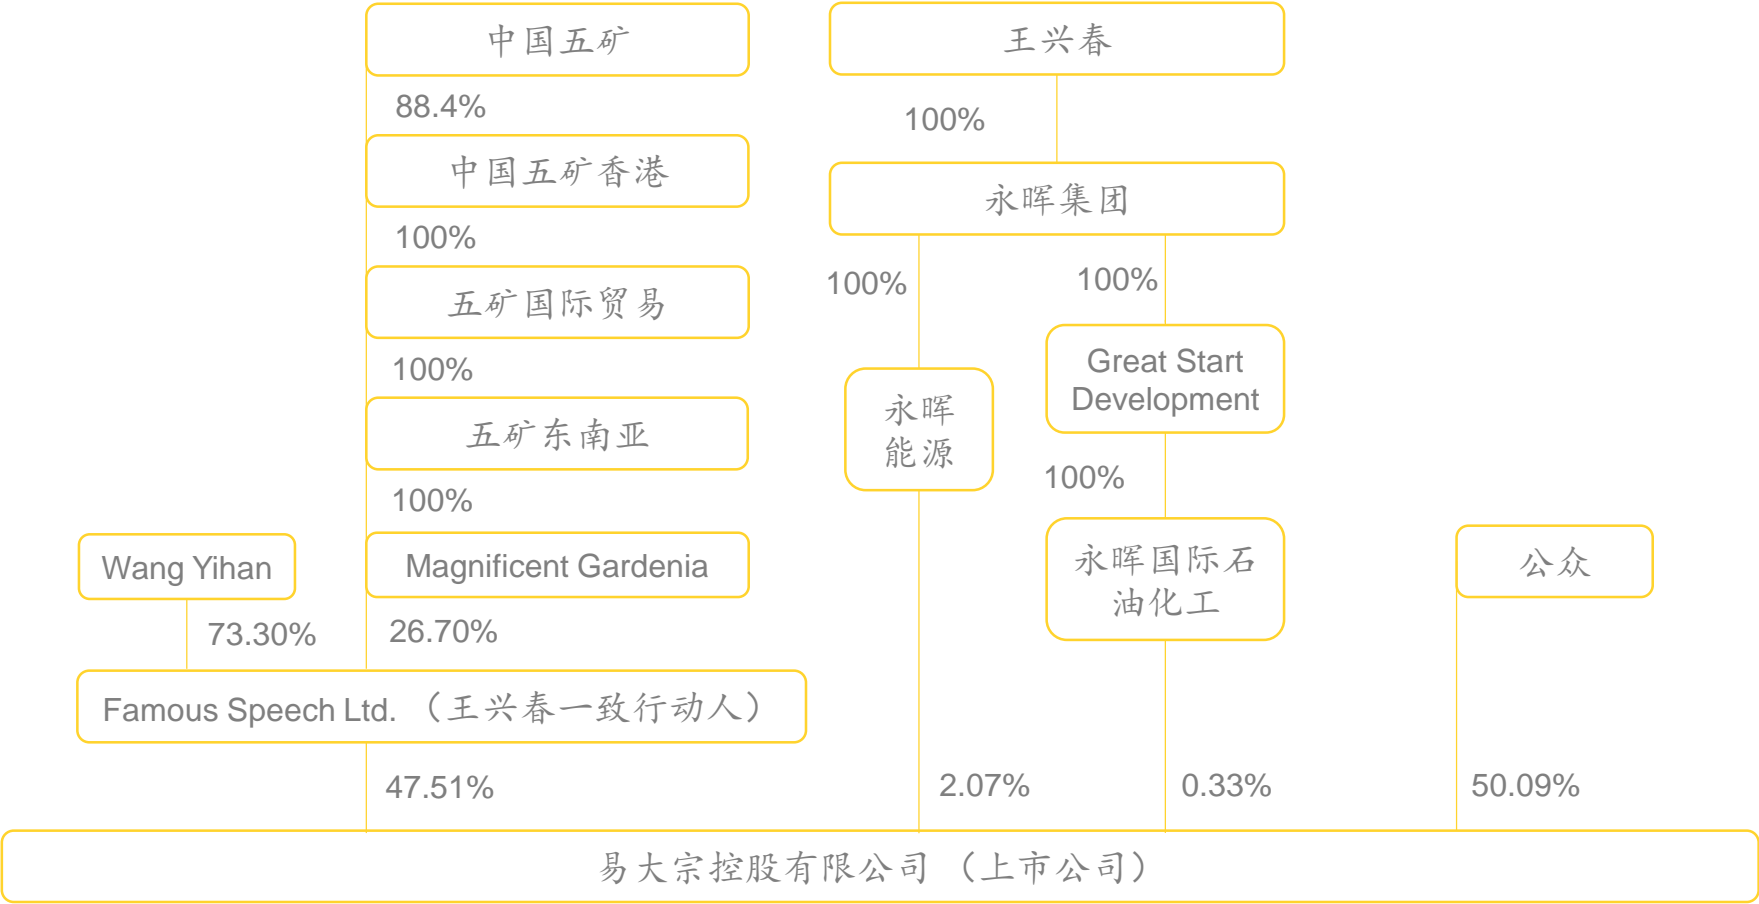 中国五矿
王兴春
88.4%
100%
中国五矿香港
永晖集团
100%
100%
100%
五矿国际贸易
Great Start
Development
100%
永晖
能源
五矿东南亚
100%
100%
Wang Yihan
Magnificent Gardenia
永晖国际石
油化工
公众
73.30%
26.70%
Famous Speech Ltd. （王兴春一致行动人）
47.51%
2.07%
0.33%
50.09%
易大宗控股有限公司 （上市公司）